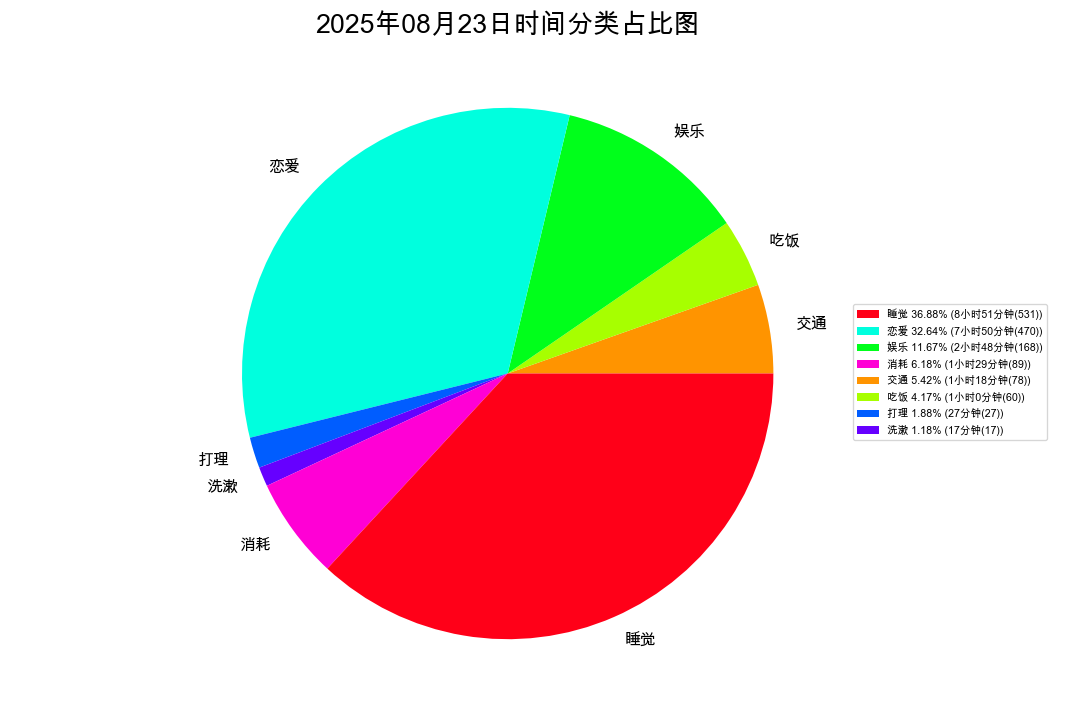 2025年08月23日时间分类占比图
娱乐
恋爱
吃饭
交通
睡觉 36.88% (8小时51分钟(531))
恋爱 32.64% (7小时50分钟(470))
娱乐 11.67% (2小时48分钟(168))
消耗 6.18% (1小时29分钟(89))
交通 5.42% (1小时18分钟(78))
吃饭 4.17% (1小时0分钟(60))
打理 1.88% (27分钟(27))
洗漱 1.18% (17分钟(17))
打理
洗漱
消耗
睡觉